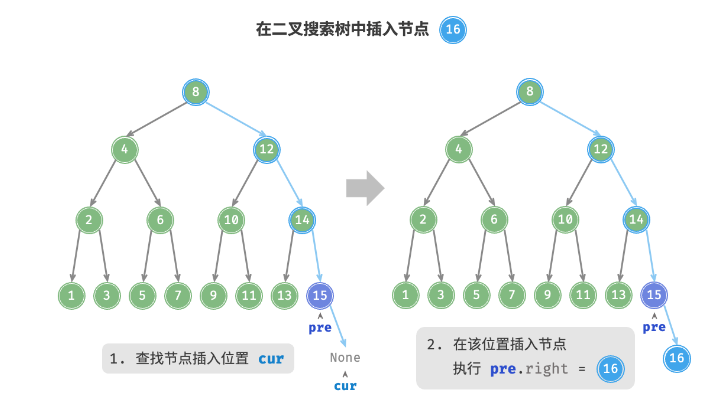 在二叉搜索树中插入节点 16
8
4 12
2 6 10 14
1 3 5 7 9 11 13 15
pre
None
cur
1. 查找节点插入位置 cur
8
4 12
2 6 10 14
1 3 5 7 9 11 13 15
pre
16
2. 在该位置插入节点
执行 pre.right = 16